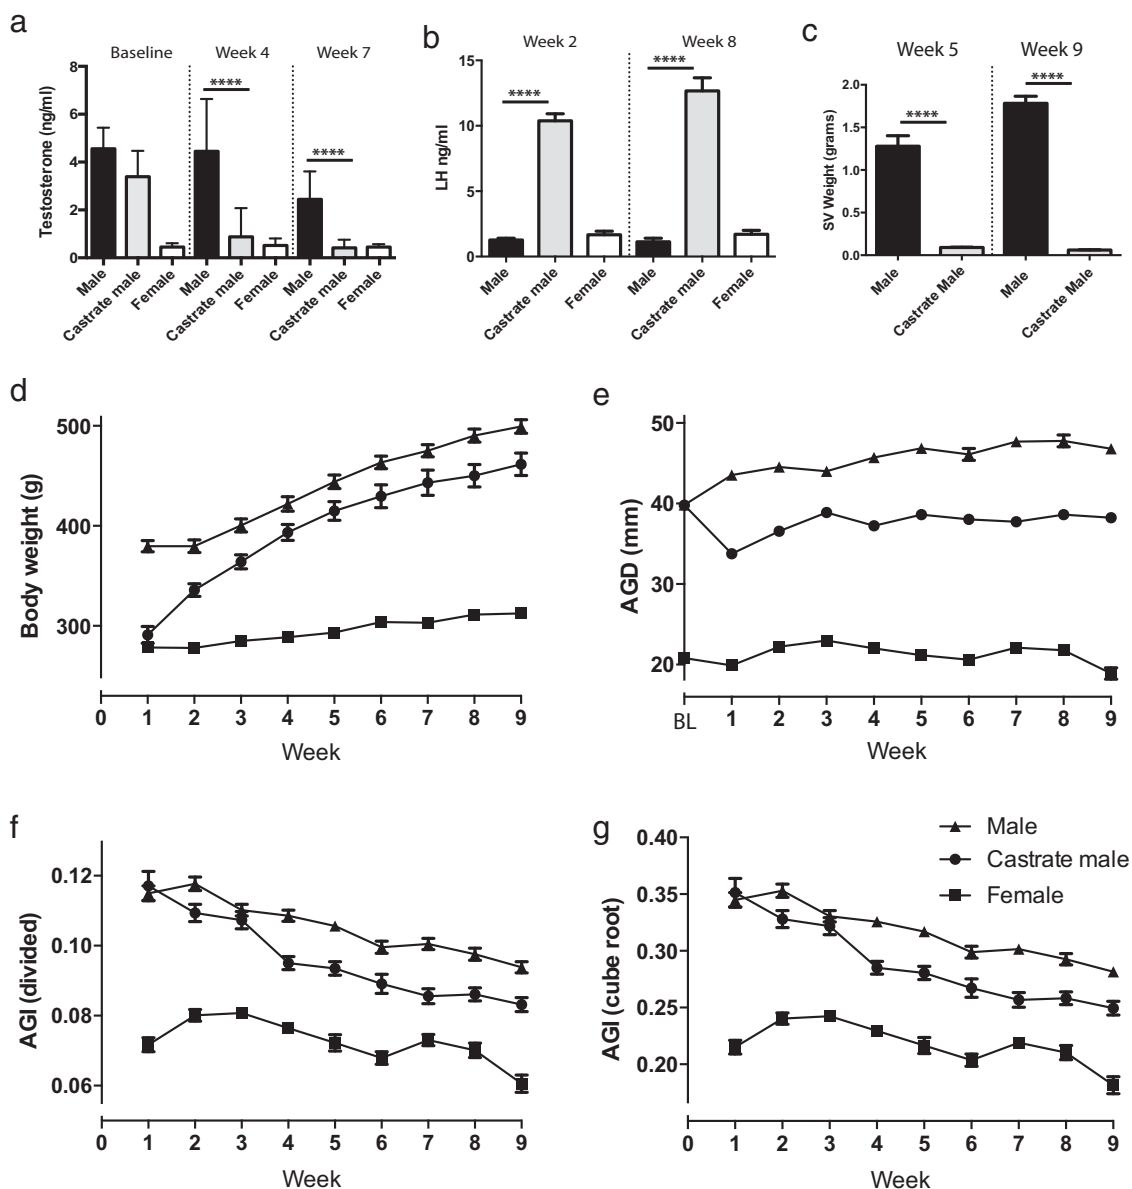 a
Baseline
Week 4
Week 7
Testosterone (ng/ml)
8
6
4
2
0
****
****
Male
Castrate male
Female
Male
Castrate male
Female
Male
Castrate male
Female
b
Week 2
Week 8
LH ng/ml
15
10
5
0
****
****
Male
Castrate male
Female
Male
Castrate male
Female
c
Week 5
Week 9
SV Weight (grams)
2.0
1.5
1.0
0.5
0.0
****
****
Male
Castrate Male
Male
Castrate Male
d
Body weight (g)
500
400
300
0 1 2 3 4 5 6 7 8 9
Week
e
AGD (mm)
50
40
30
20
BL 1 2 3 4 5 6 7 8 9
Week
f
AGI (divided)
0.12
0.10
0.08
0.06
0 1 2 3 4 5 6 7 8 9
Week
g
AGI (cube root)
0.40
0.35
0.30
0.25
0.20
0 1 2 3 4 5 6 7 8 9
Week
Male
Castrate male
Female